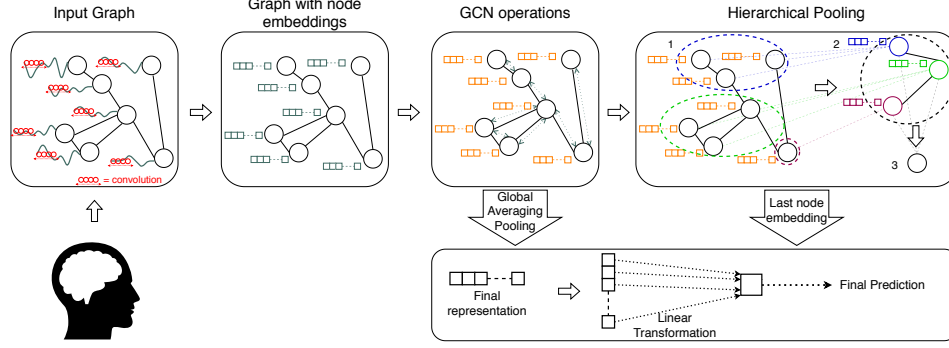 Input Graph
Graph with node
embeddings
GCN operations
Hierarchical Pooling
= convolution
1
2
3
Global
Averaging
Pooling
Last node
embedding
Final
representation
Linear
Transformation
Final Prediction